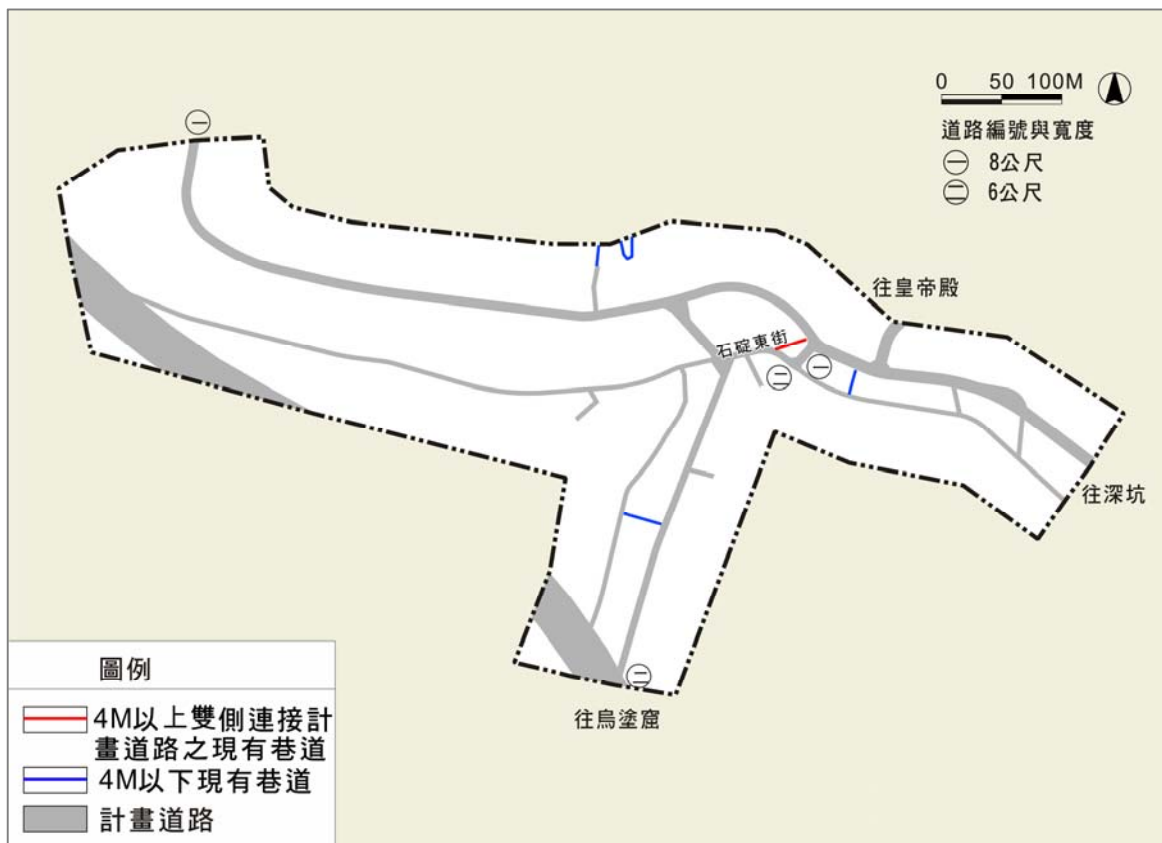 ㊀
0 50 100M
道路編號與寬度
㊀ 8公尺
㊁ 6公尺
往皇帝殿
石碇東街
㊀
㊁
往深坑
㊁
往烏塗窟
圖例
4M以上雙側連接計
畫道路之現有巷道
4M以下現有巷道
計畫道路